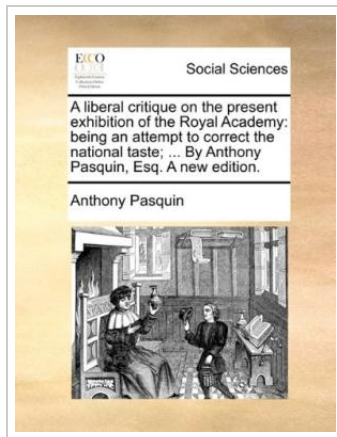 ECCO
Social Sciences
A liberal critique on the present
exhibition of the Royal Academy:
being an attempt to correct the
national taste; ... By Anthony
Pasquin, Esq. A new edition.
Anthony Pasquin